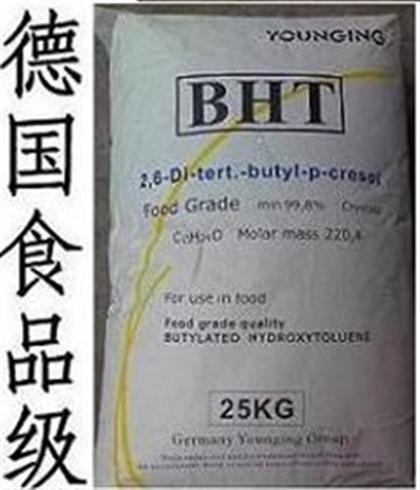 德国食品级
YOUNGING
BHT
2,6-Di-tert.-butyl-p-cresol
Food Grade min 99,8% Crystal
Molar mass 220,4
For use in food
Food grade quality
BUTYLATED HYDROXYTOLUENE
25KG
Germany Younging Group